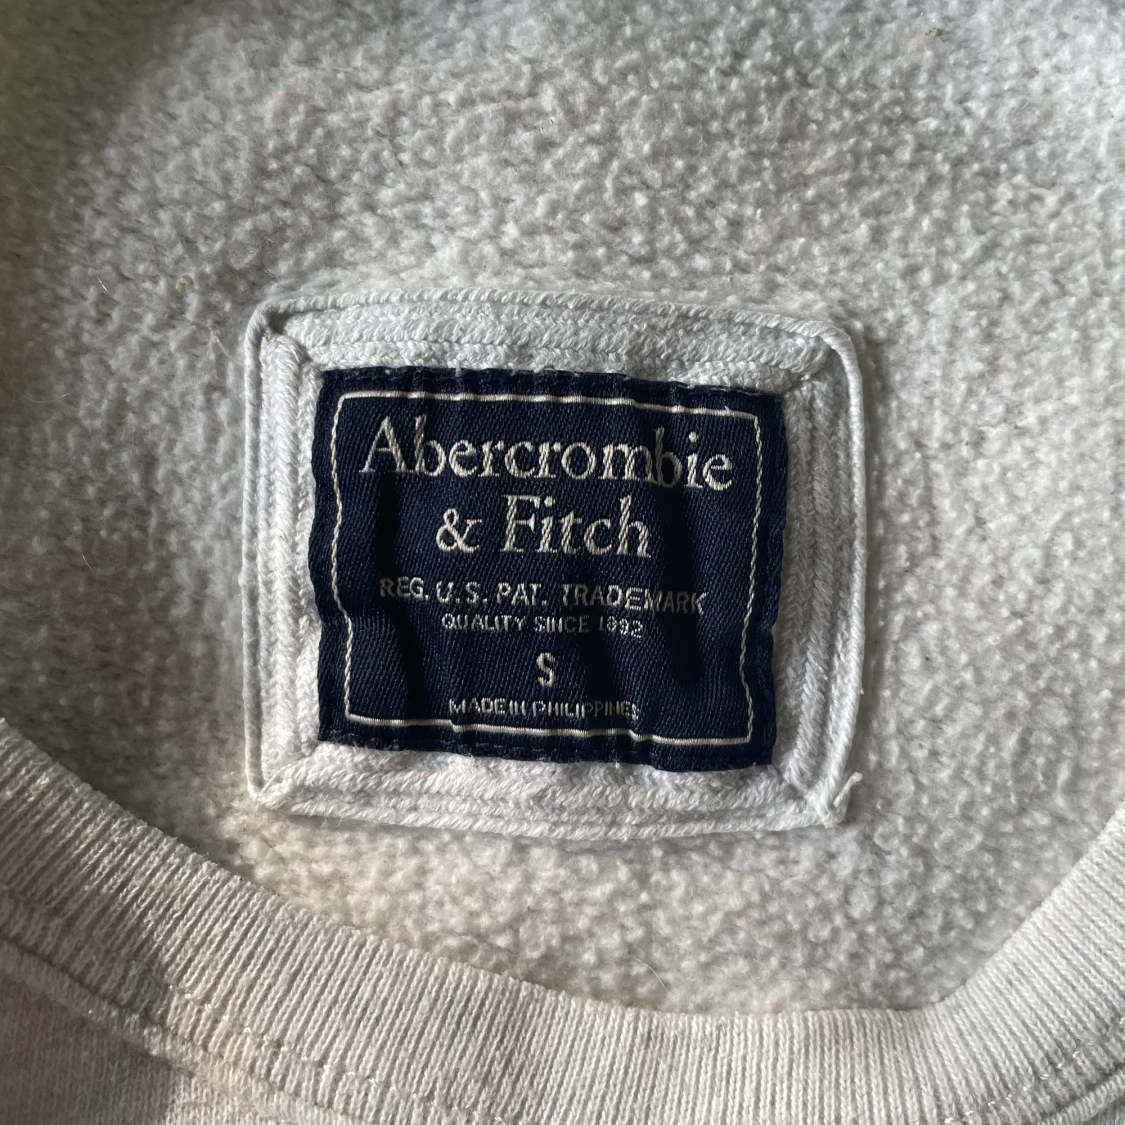 Abercrombie
& Fitch
REG. U.S. PAT. TRADEMARK
QUALITY SINCE 1892
S
MADE IN PHILIPPINES